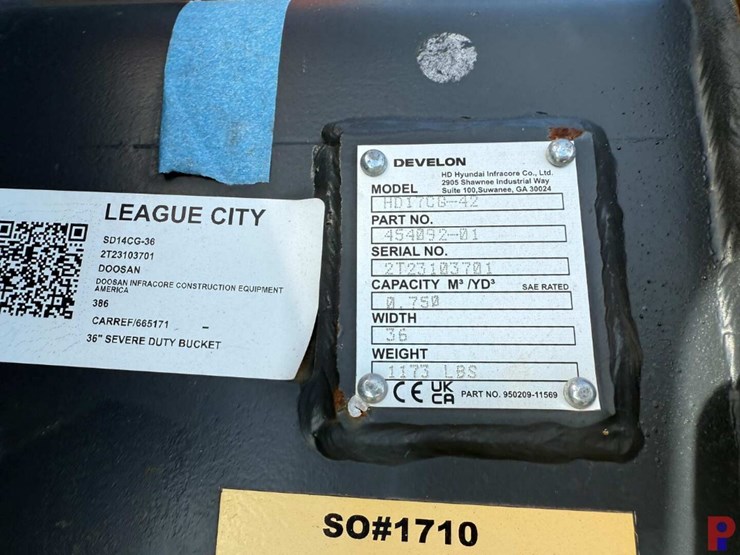 LEAGUE CITY
SD14CG-36
2T23103701
DOOSAN
DOOSAN INFRACORE CONSTRUCTION EQUIPMENT
AMERICA
386
CARREF/665171 –
36" SEVERE DUTY BUCKET
DEVELON
HD Hyundai Infracore Co., Ltd.
2905 Shawnee Industrial Way
Suite 100,Suwanee, GA 30024
MODEL
HD17CG-42
PART NO.
454092-01
SERIAL NO.
2T23103701
CAPACITY M³ /YD³ SAE RATED
0.750
WIDTH
36
WEIGHT
1173 LBS
CE UK CA PART NO. 950209-11569
SO#1710